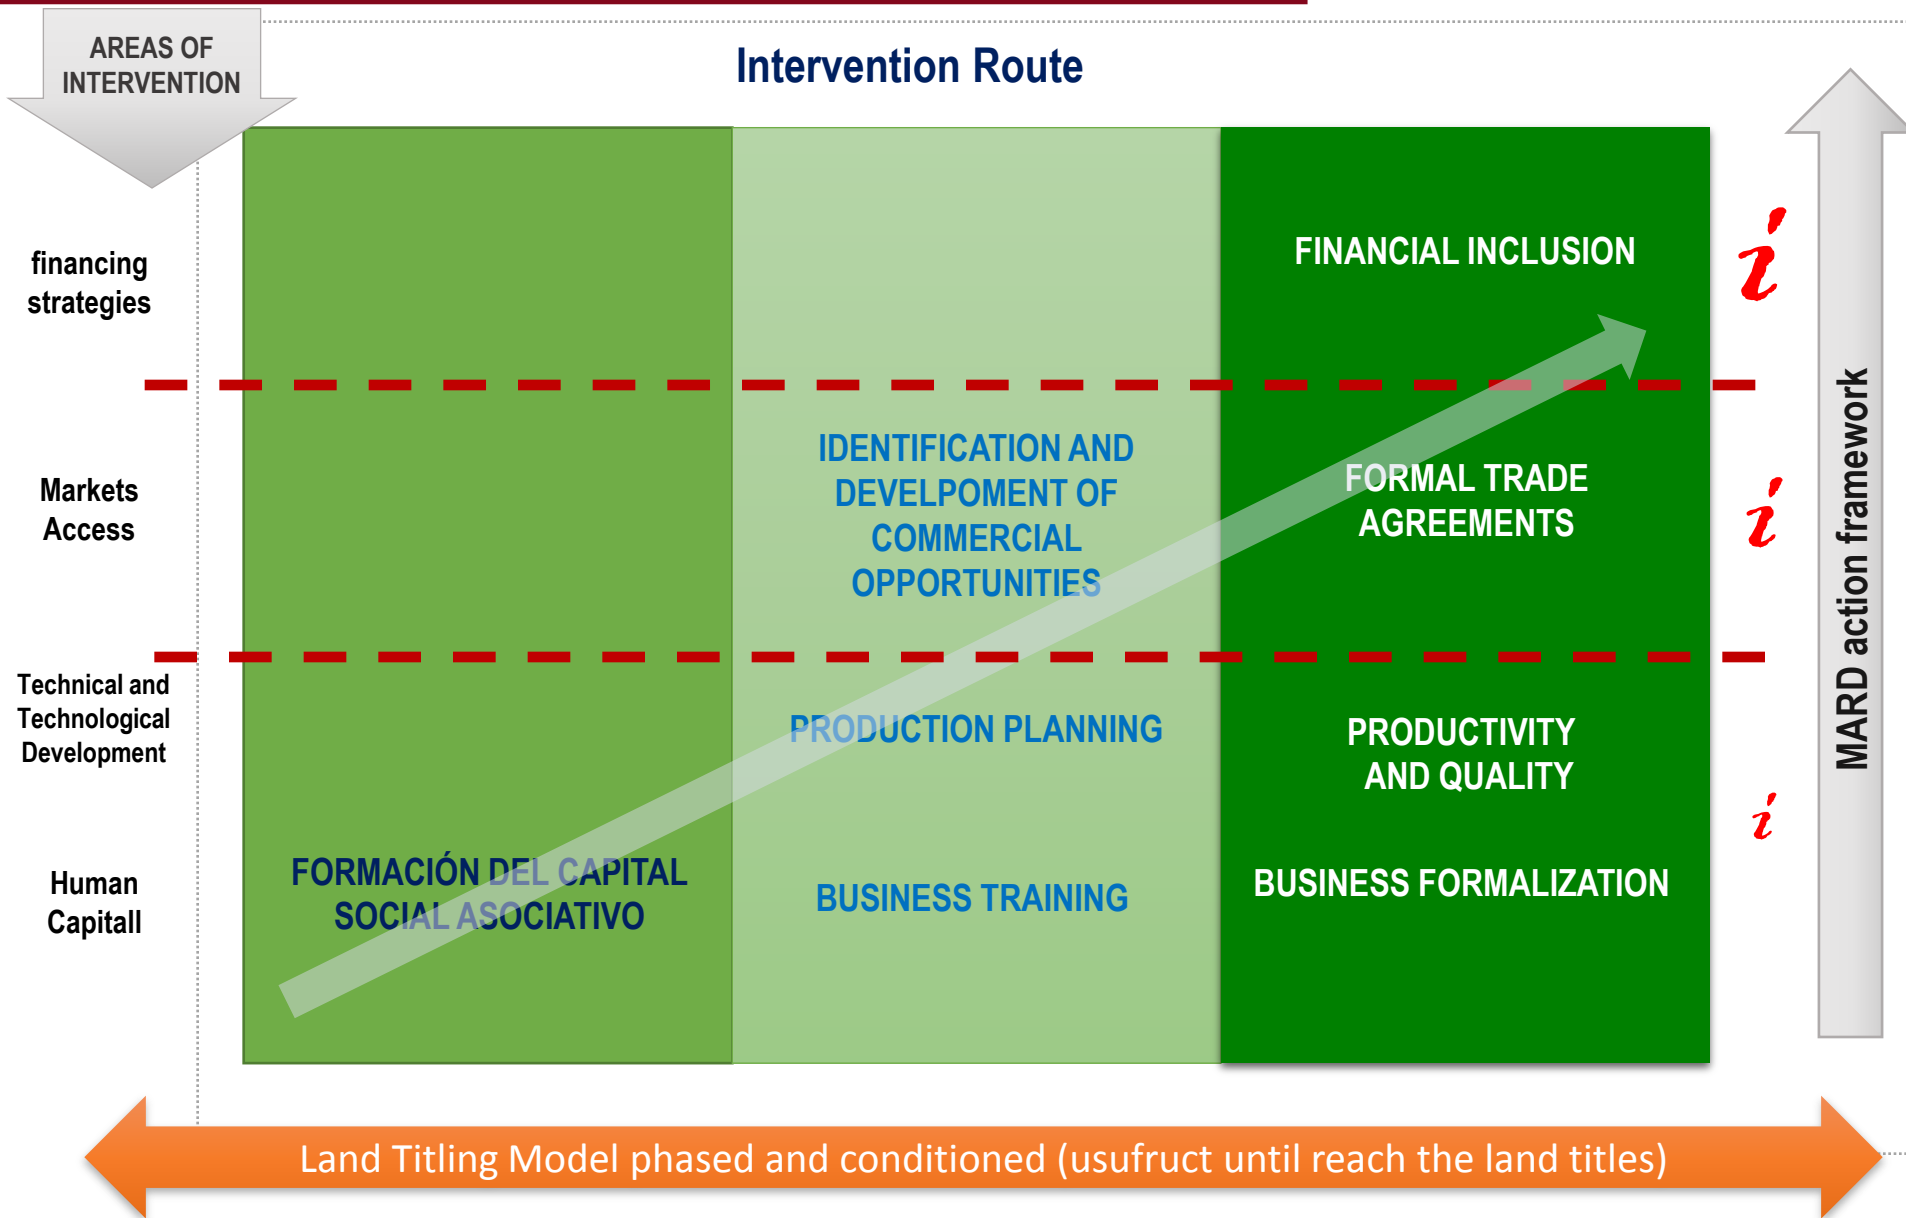 AREAS OF
INTERVENTION
Intervention Route
financing
strategies
FINANCIAL INCLUSION
i
Markets
Access
IDENTIFICATION AND
DEVELPOMENT OF
COMMERCIAL
OPPORTUNITIES
FORMAL TRADE
AGREEMENTS
i
Technical and
Technological
Development
PRODUCTION PLANNING
PRODUCTIVITY
AND QUALITY
i
Human
Capitall
FORMACIÓN DEL CAPITAL
SOCIAL ASOCIATIVO
BUSINESS TRAINING
BUSINESS FORMALIZATION
MARD action framework
Land Titling Model phased and conditioned (usufruct until reach the land titles)